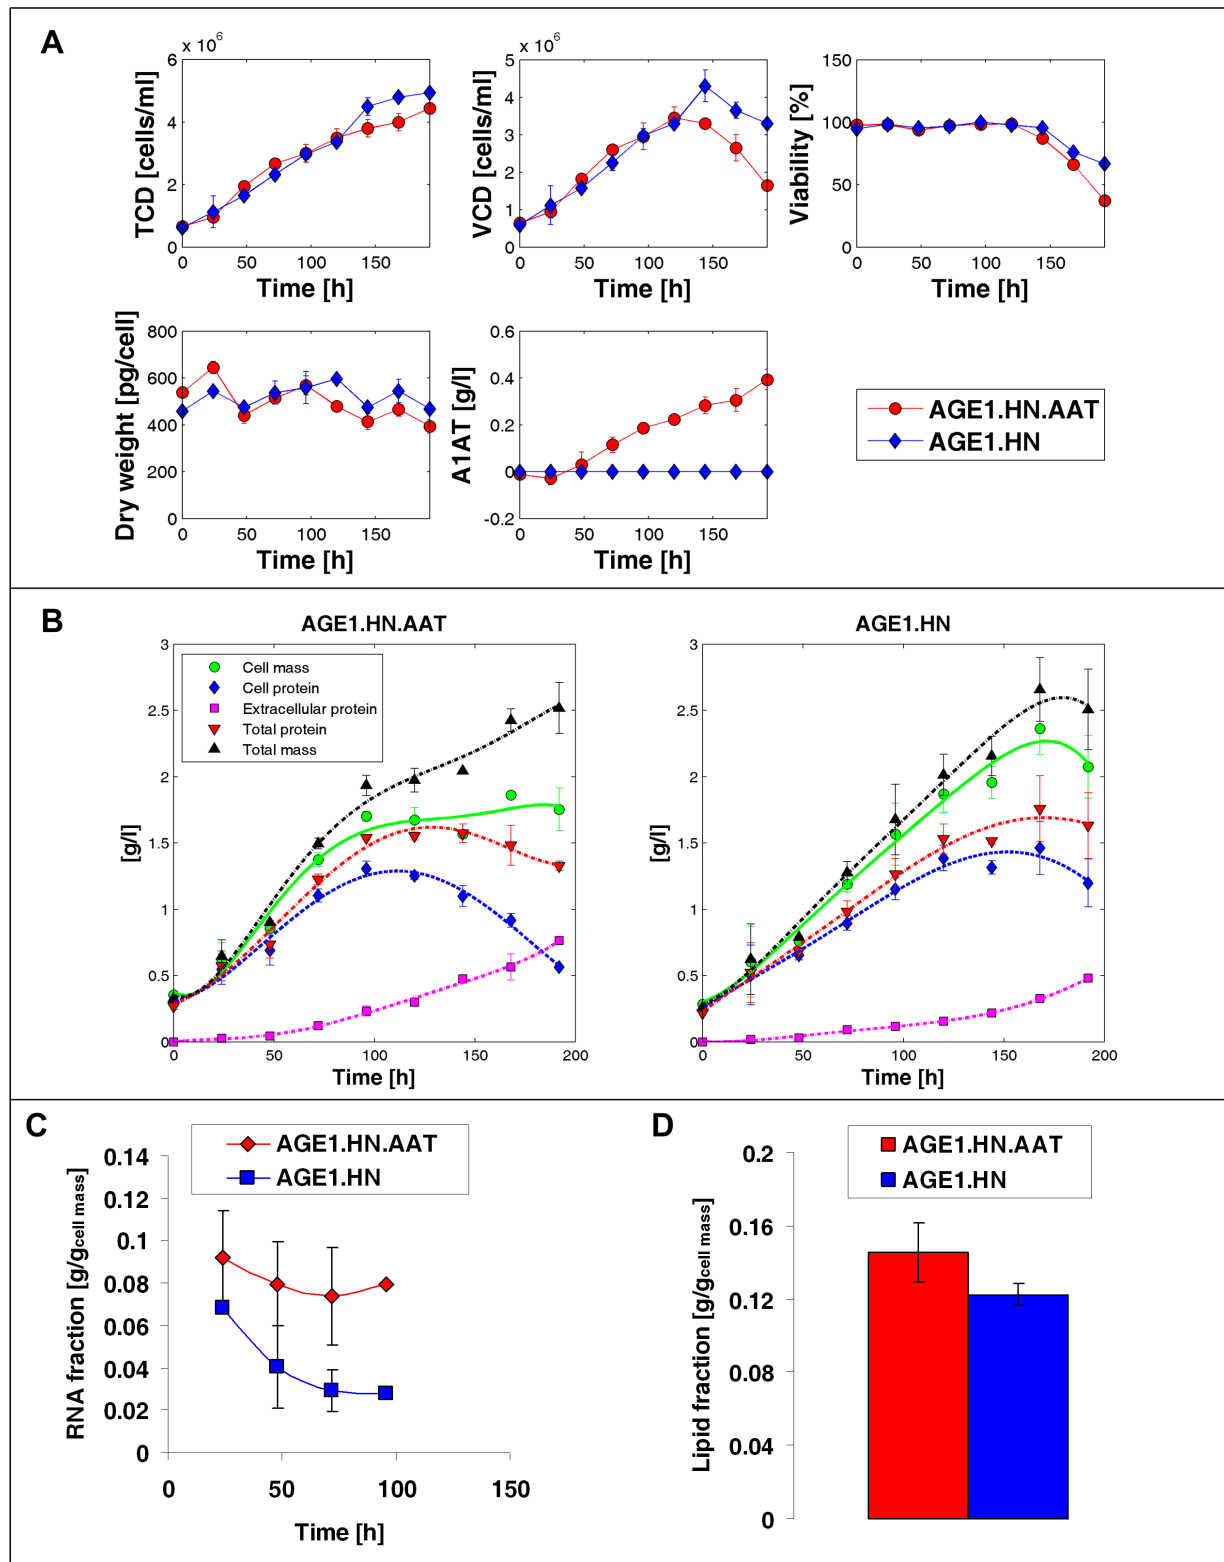 A
x 10^6
6
4
2
0
0 50 100 150
TCD [cells/ml]
Time [h]
x 10^6
5
4
3
2
1
0
0 50 100 150
VCD [cells/ml]
Time [h]
150
100
50
0
0 50 100 150
Viability [%]
Time [h]
800
600
400
200
0
0 50 100 150
Dry weight [pg/cell]
Time [h]
0.6
0.4
0.2
0
-0.2
0 50 100 150
A1AT [g/l]
Time [h]
AGE1.HN.AAT
AGE1.HN
B
AGE1.HN.AAT
3
2.5
2
1.5
1
0.5
0
0 50 100 150 200
[g/l]
Time [h]
Cell mass
Cell protein
Extracellular protein
Total protein
Total mass
AGE1.HN
3
2.5
2
1.5
1
0.5
0
0 50 100 150 200
[g/l]
Time [h]
C
AGE1.HN.AAT
AGE1.HN
0.14
0.12
0.1
0.08
0.06
0.04
0.02
0
0 50 100 150
RNA fraction [g/gcell mass]
Time [h]
D
AGE1.HN.AAT
AGE1.HN
0.2
0.16
0.12
0.08
0.04
0
Lipid fraction [g/gcell mass]